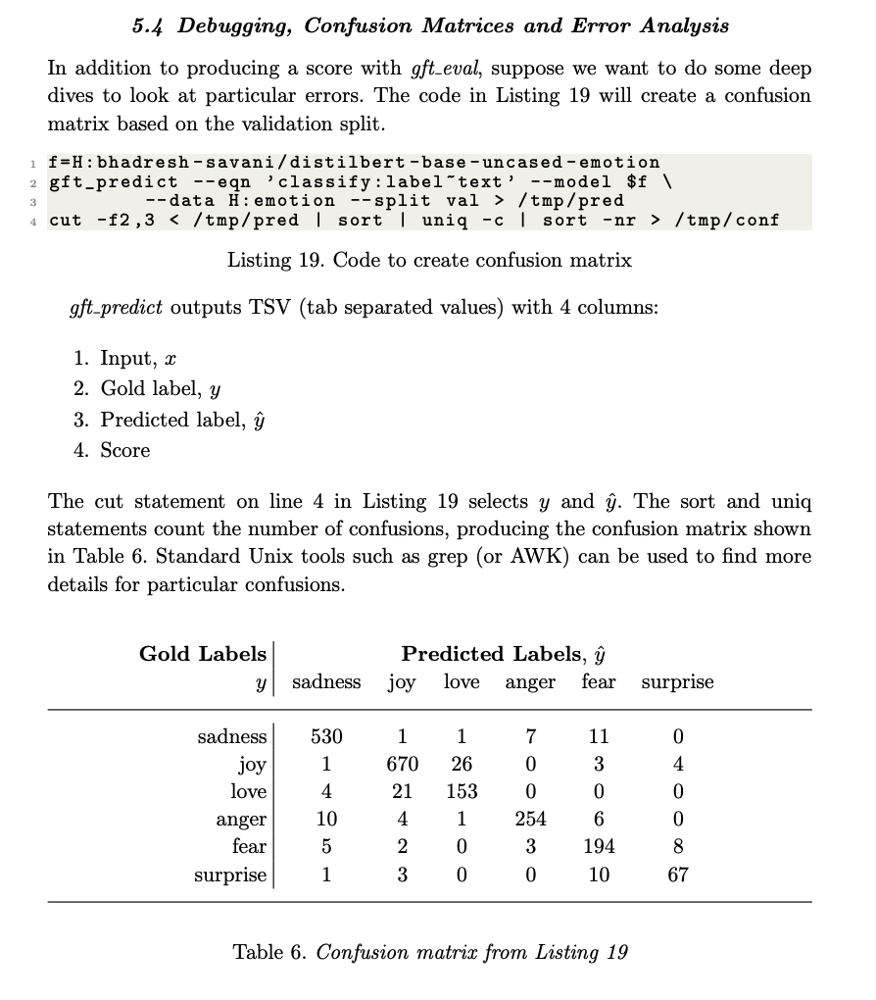 5.4 Debugging, Confusion Matrices and Error Analysis
In addition to producing a score with gft_eval, suppose we want to do some deep
dives to look at particular errors. The code in Listing 19 will create a confusion
matrix based on the validation split.
1 f=H:bhadresh-savani/distilbert-base-uncased-emotion
2 gft_predict --eqn ’classify:label~text’ --model $f \
3 --data H:emotion --split val > /tmp/pred
4 cut -f2,3 < /tmp/pred | sort | uniq -c | sort -nr > /tmp/conf
Listing 19. Code to create confusion matrix
gft_predict outputs TSV (tab separated values) with 4 columns:
1. Input, x
2. Gold label, y
3. Predicted label, ŷ
4. Score
The cut statement on line 4 in Listing 19 selects y and ŷ. The sort and uniq
statements count the number of confusions, producing the confusion matrix shown
in Table 6. Standard Unix tools such as grep (or AWK) can be used to find more
details for particular confusions.
Gold Labels Predicted Labels, ŷ
y sadness joy love anger fear surprise
sadness 530 1 1 7 11 0
joy 1 670 26 0 3 4
love 4 21 153 0 0 0
anger 10 4 1 254 6 0
fear 5 2 0 3 194 8
surprise 1 3 0 0 10 67
Table 6. Confusion matrix from Listing 19